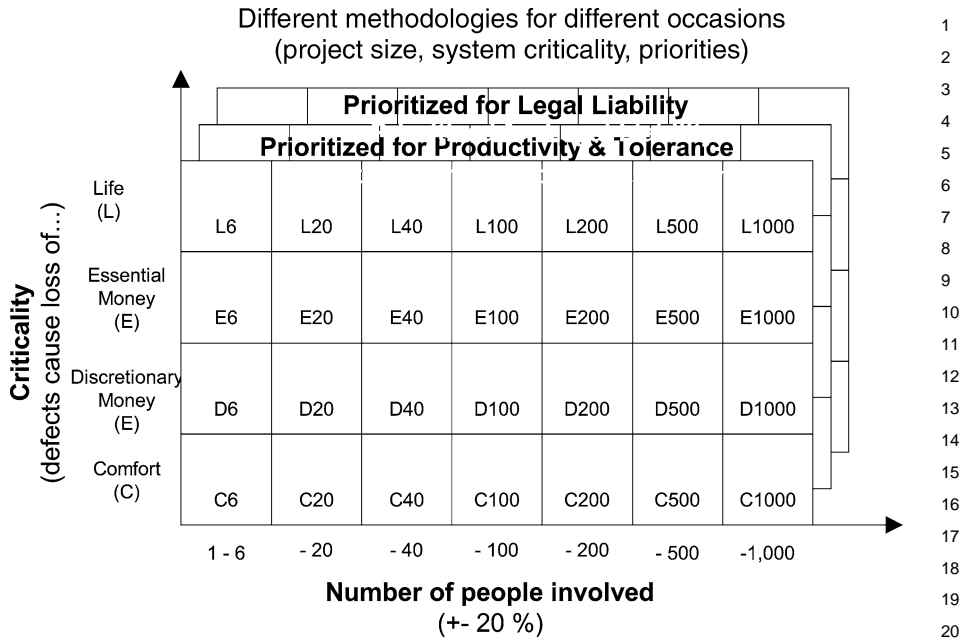 Different methodologies for different occasions
(project size, system criticality, priorities)
Prioritized for Legal Liability
Prioritized for Productivity & Tolerance
Criticality
(defects cause loss of...)
Life
(L)
L6 L20 L40 L100 L200 L500 L1000
Essential
Money
(E)
E6 E20 E40 E100 E200 E500 E1000
Discretionary
Money
(E)
D6 D20 D40 D100 D200 D500 D1000
Comfort
(C)
C6 C20 C40 C100 C200 C500 C1000
1 - 6 - 20 - 40 - 100 - 200 - 500 -1,000
Number of people involved
(+- 20 %)
1
2
3
4
5
6
7
8
9
10
11
12
13
14
15
16
17
18
19
20